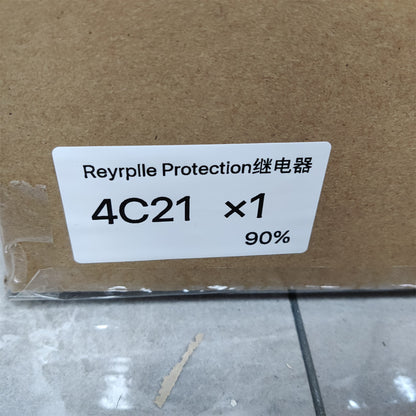 Reyrplle Protection继电器
4C21 ×1
90%